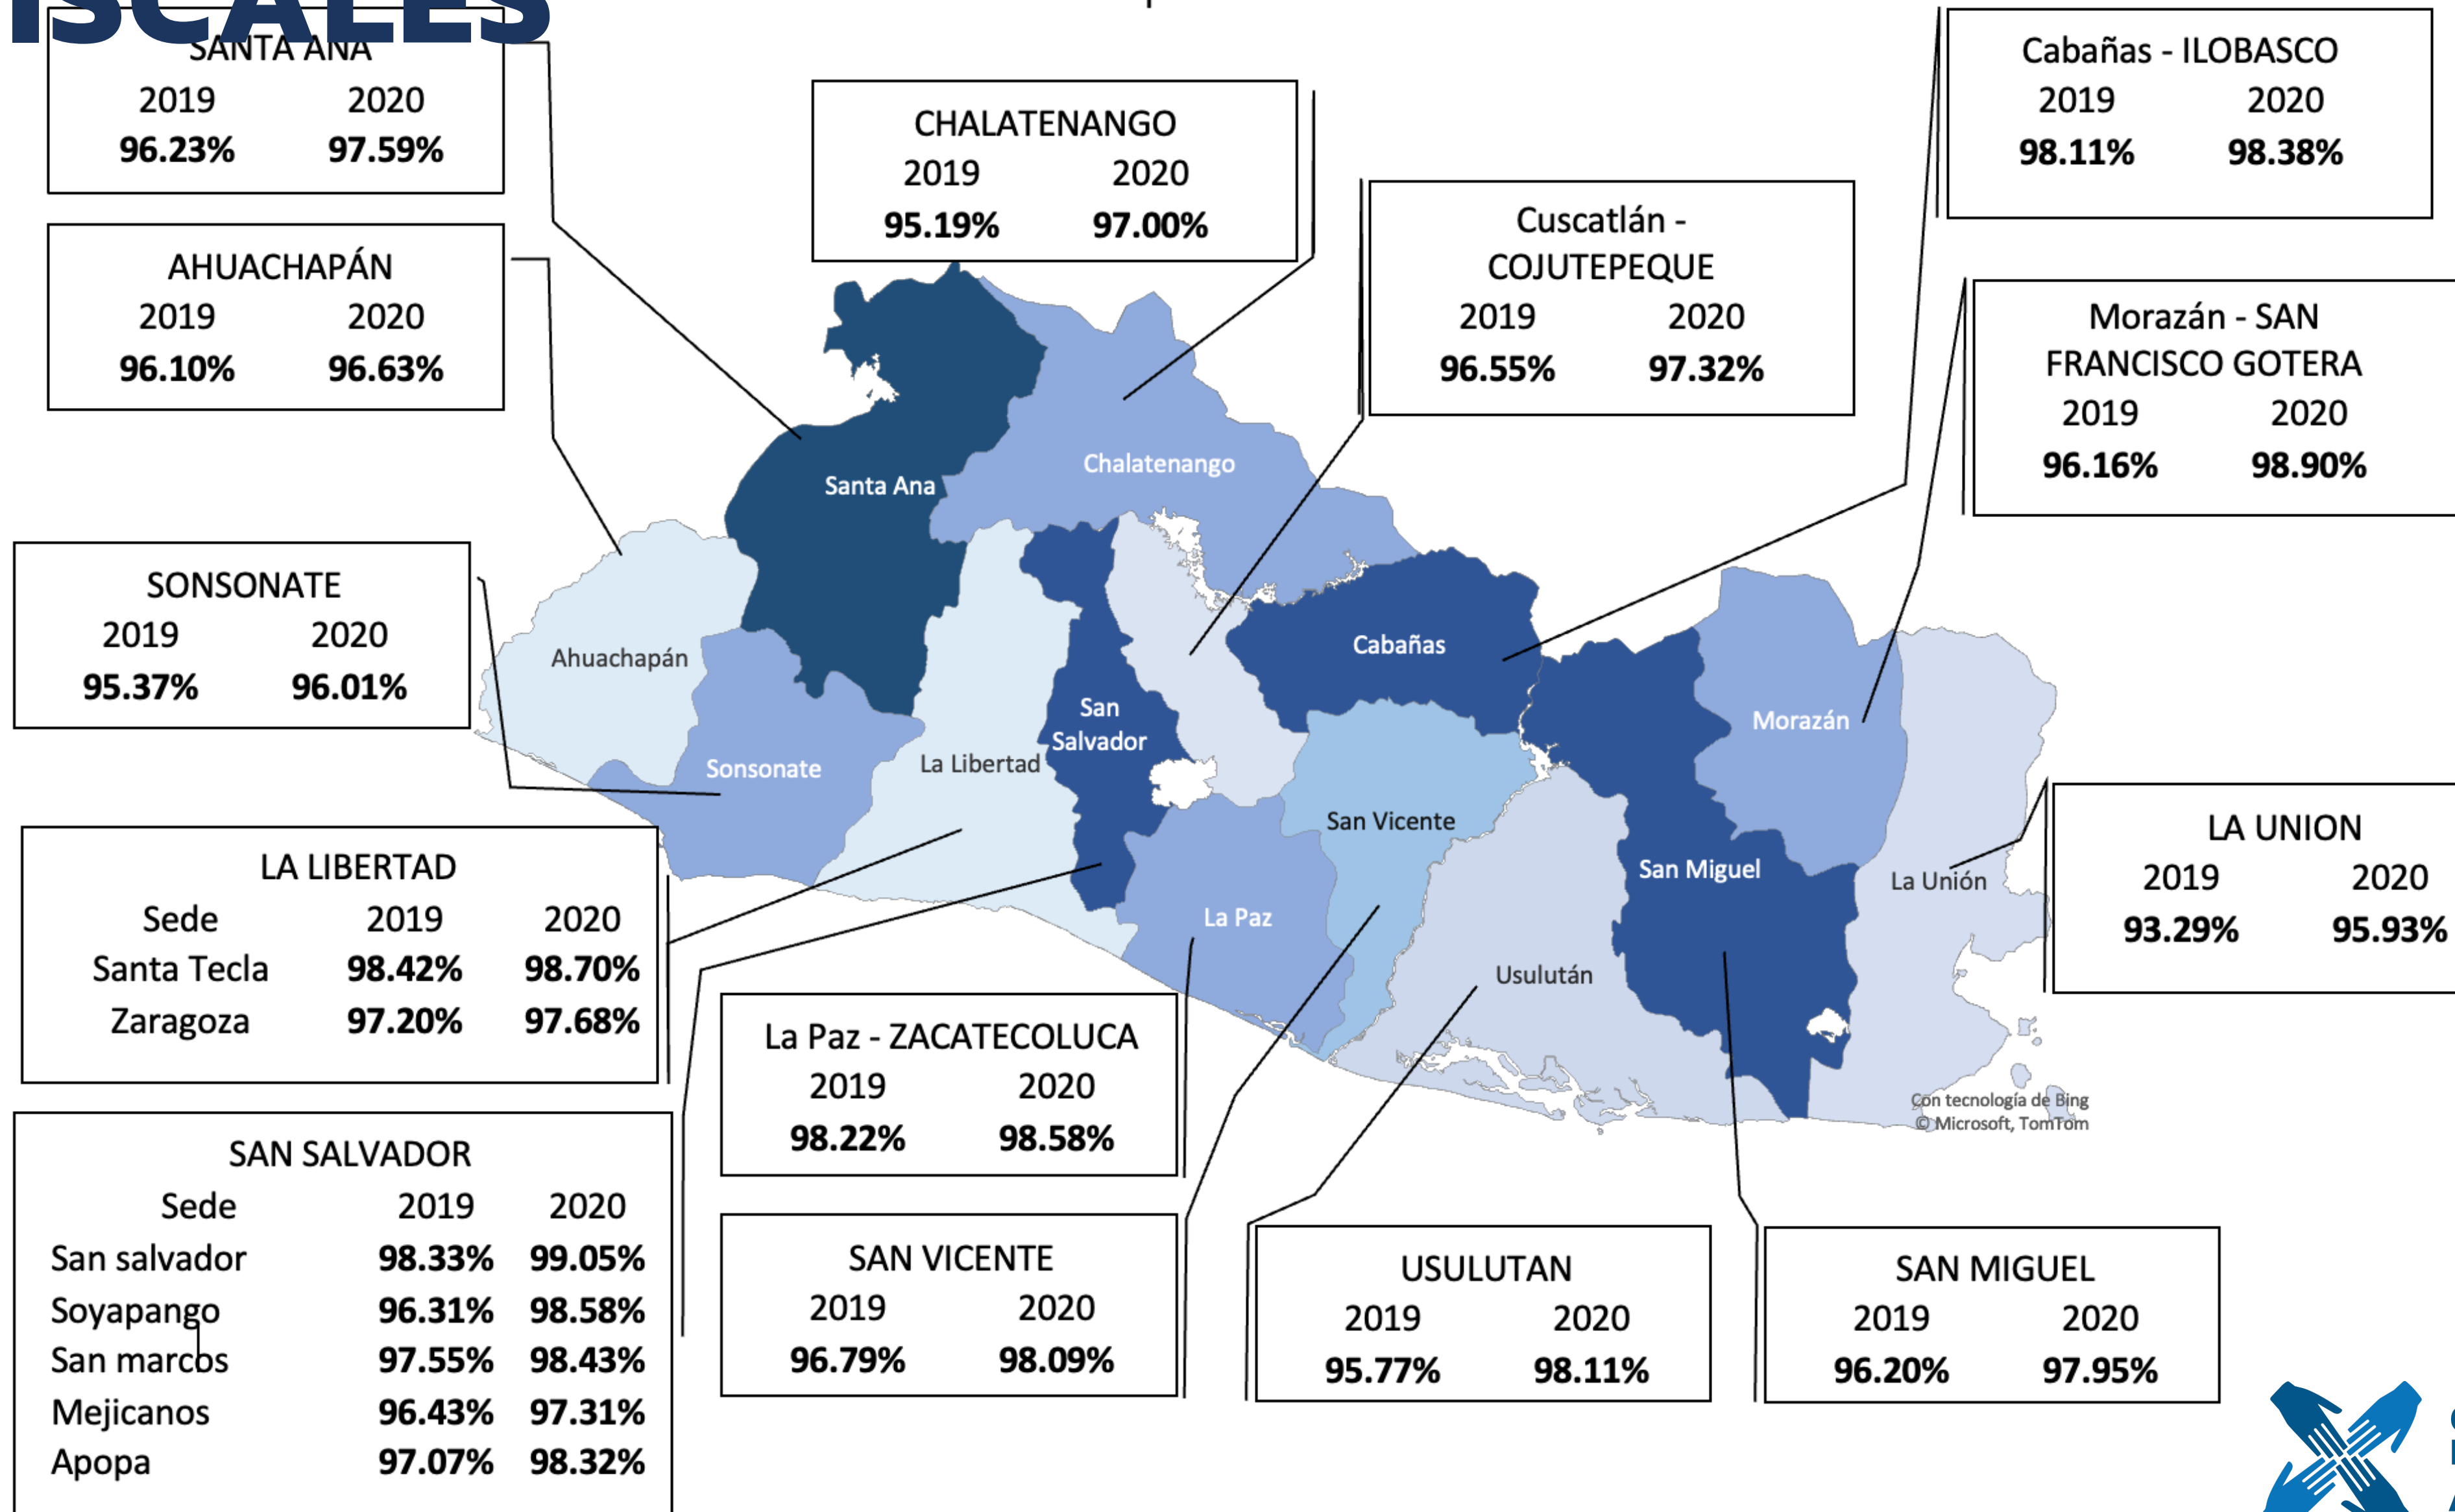 ISCALES
SANTA ANA
2019 2020
96.23% 97.59%
AHUACHAPÁN
2019 2020
96.10% 96.63%
SONSONATE
2019 2020
95.37% 96.01%
CHALATENANGO
2019 2020
95.19% 97.00%
Cuscatlán -
COJUTEPEQUE
2019 2020
96.55% 97.32%
Cabañas - ILOBASCO
2019 2020
98.11% 98.38%
Morazán - SAN
FRANCISCO GOTERA
2019 2020
96.16% 98.90%
Santa Ana
Chalatenango
Ahuachapán
Sonsonate
La Libertad
San
Salvador
Cabañas
San Vicente
La Paz
Usulután
San Miguel
Morazán
La Unión
LA UNION
2019 2020
93.29% 95.93%
LA LIBERTAD
Sede 2019 2020
Santa Tecla 98.42% 98.70%
Zaragoza 97.20% 97.68%
La Paz - ZACATECOLUCA
2019 2020
98.22% 98.58%
Con tecnología de Bing
© Microsoft, TomTom
SAN SALVADOR
Sede 2019 2020
San salvador 98.33% 99.05%
Soyapango 96.31% 98.58%
San marcos 97.55% 98.43%
Mejicanos 96.43% 97.31%
Apopa 97.07% 98.32%
SAN VICENTE
2019 2020
96.79% 98.09%
USULUTAN
2019 2020
95.77% 98.11%
SAN MIGUEL
2019 2020
96.20% 97.95%